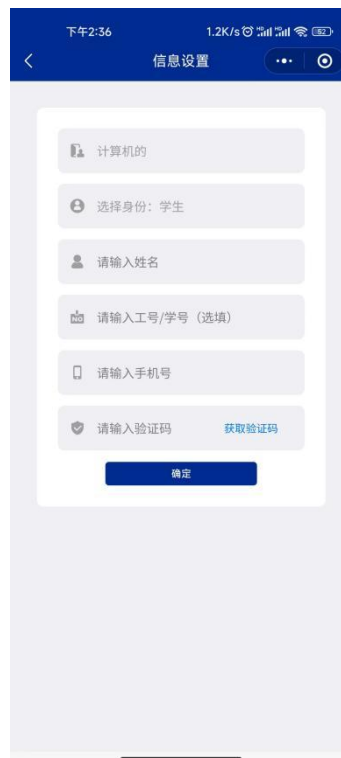 下午2:36
1.2K/s
信息设置
计算机的
选择身份：学生
请输入姓名
NO
请输入工号/学号（选填）
请输入手机号
请输入验证码
获取验证码
确定